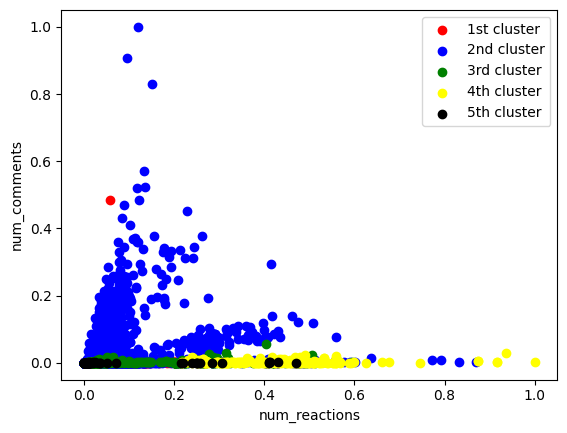 1st cluster
2nd cluster
3rd cluster
4th cluster
5th cluster
num_comments
1.0
0.8
0.6
0.4
0.2
0.0
0.0 0.2 0.4 0.6 0.8 1.0
num_reactions